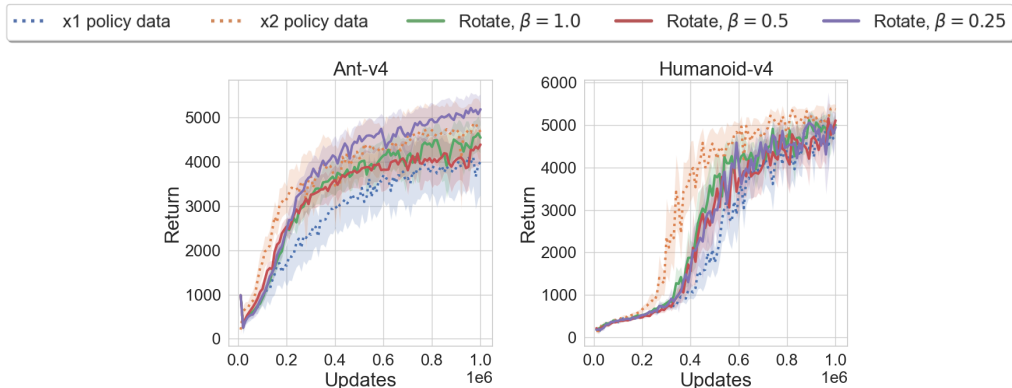 x1 policy data x2 policy data Rotate, β = 1.0 Rotate, β = 0.5 Rotate, β = 0.25
Ant-v4
Humanoid-v4
Return
5000
4000
3000
2000
1000
0
0.0 0.2 0.4 0.6 0.8 1.0
Updates
1e6
Return
6000
5000
4000
3000
2000
1000
0
0.0 0.2 0.4 0.6 0.8 1.0
Updates
1e6